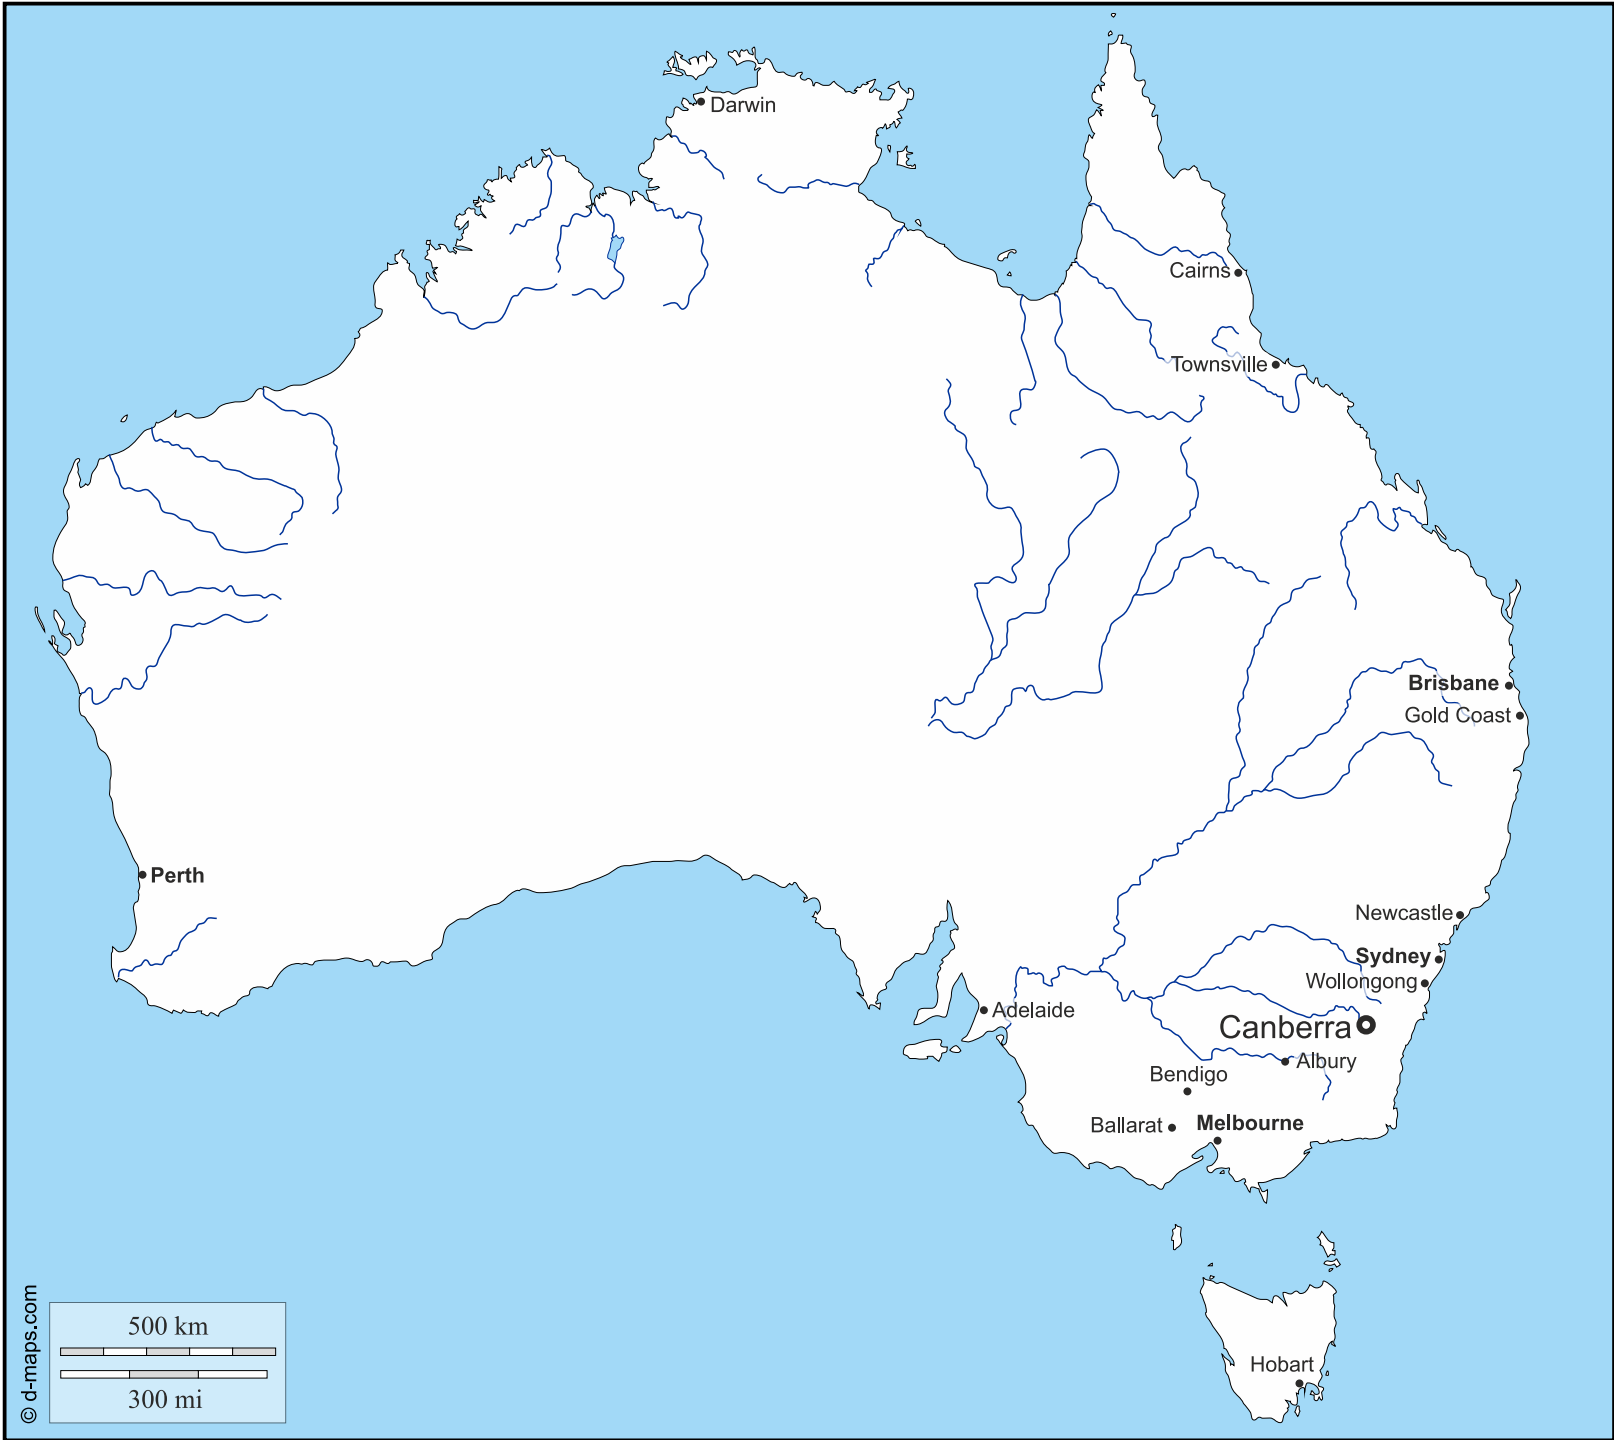 Darwin
Cairns
Townsville
Brisbane
Gold Coast
Perth
Newcastle
Sydney
Wollongong
Adelaide
Canberra
Albury
Bendigo
Ballarat
Melbourne
Hobart
500 km
300 mi
© d-maps.com